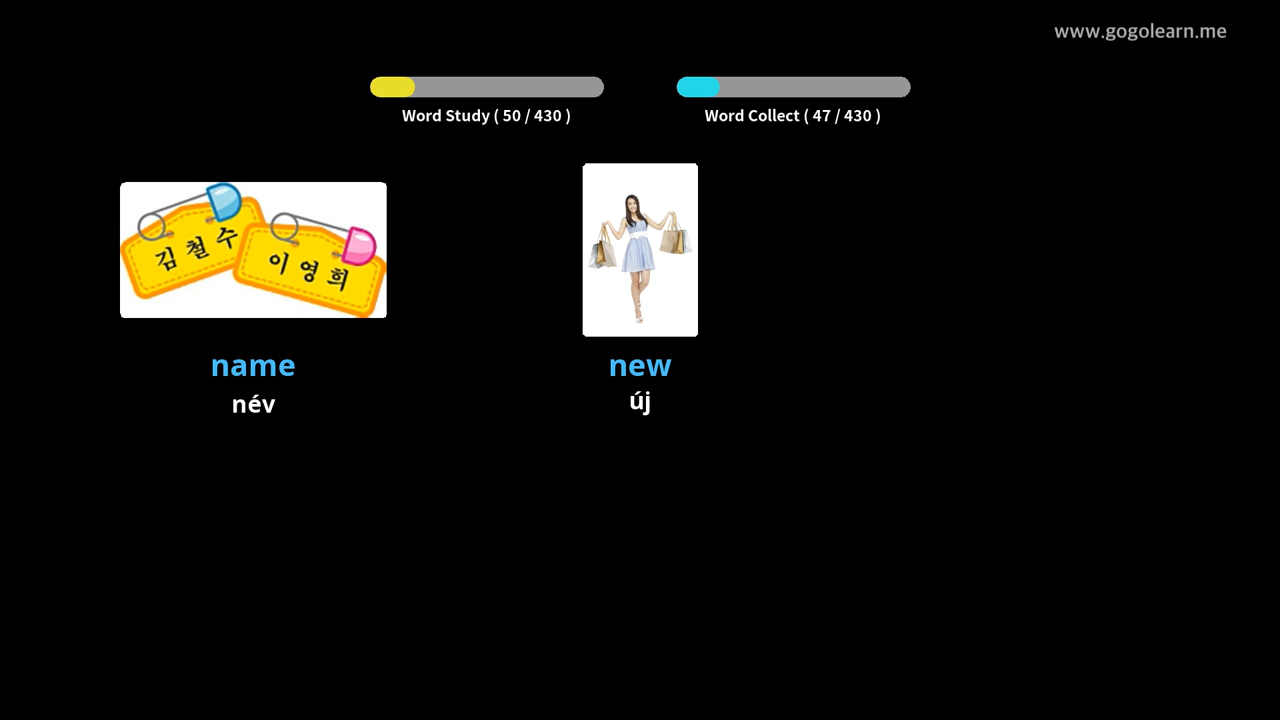 www.gogolearn.me
Word Study ( 50 / 430 )
Word Collect ( 47 / 430 )
김철수
이영희
name
new
név
új